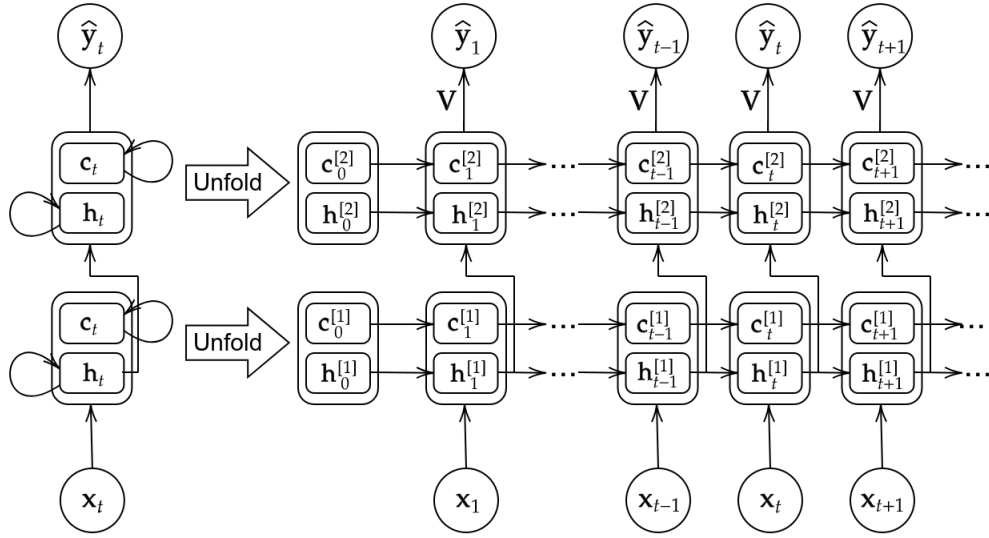 ŷ_t ŷ_1 ŷ_{t−1} ŷ_t ŷ_{t+1}
V V V V
c_t Unfold c_0^{[2]} c_1^{[2]} ... c_{t−1}^{[2]} c_t^{[2]} c_{t+1}^{[2]} ...
h_t h_0^{[2]} h_1^{[2]} ... h_{t−1}^{[2]} h_t^{[2]} h_{t+1}^{[2]} ...
c_t Unfold c_0^{[1]} c_1^{[1]} ... c_{t−1}^{[1]} c_t^{[1]} c_{t+1}^{[1]} ...
h_t h_0^{[1]} h_1^{[1]} ... h_{t−1}^{[1]} h_t^{[1]} h_{t+1}^{[1]} ...
x_t x_1 x_{t−1} x_t x_{t+1}